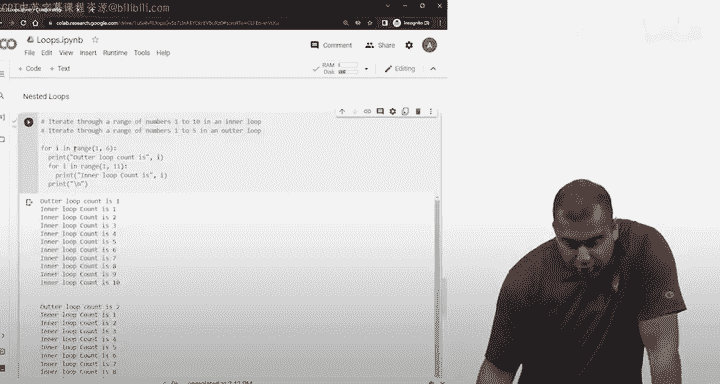 colab.research.google.com
Incognito
Loops.ipynb
File Edit View Insert Runtime Tools Help
Comment
Share
A
+ Code + Text
RAM
Disk
Editing
Nested Loops
# Iterate through a range of numbers 1 to 10 in an inner loop
# Iterate through a range of numbers 1 to 5 in an outer loop
for i in range(1, 6):
print("Outter loop count is", i)
for i in range(1, 11):
print("Inner loop Count is", i)
print("\n")
Outter loop count is 1
Inner loop Count is 1
Inner loop Count is 2
Inner loop Count is 3
Inner loop Count is 4
Inner loop Count is 5
Inner loop Count is 6
Inner loop Count is 7
Inner loop Count is 8
Inner loop Count is 9
Inner loop Count is 10
Outter loop count is 2
Inner loop Count is 1
Inner loop Count is 2
Inner loop Count is 3
Inner loop Count is 4
Inner loop Count is 5
Inner loop Count is 6
Inner loop Count is 7
Inner loop Count is 8